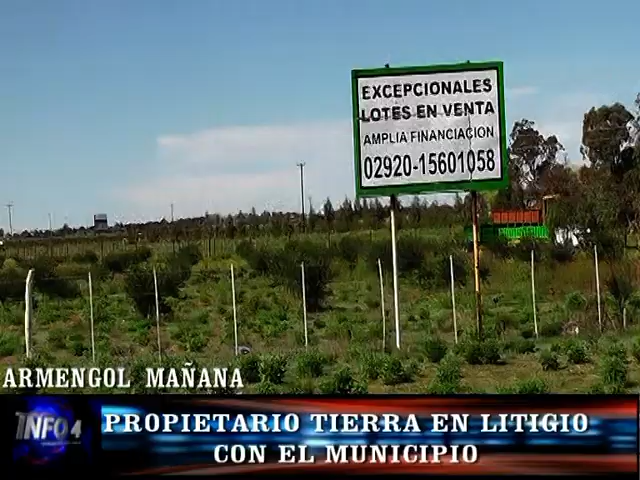 EXCEPCIONALES
LOTES EN VENTA
AMPLIA FINANCIACION
02920-15601058
ARMENGOL MAÑANA
INFO 4
PROPIETARIO TIERRA EN LITIGIO
CON EL MUNICIPIO